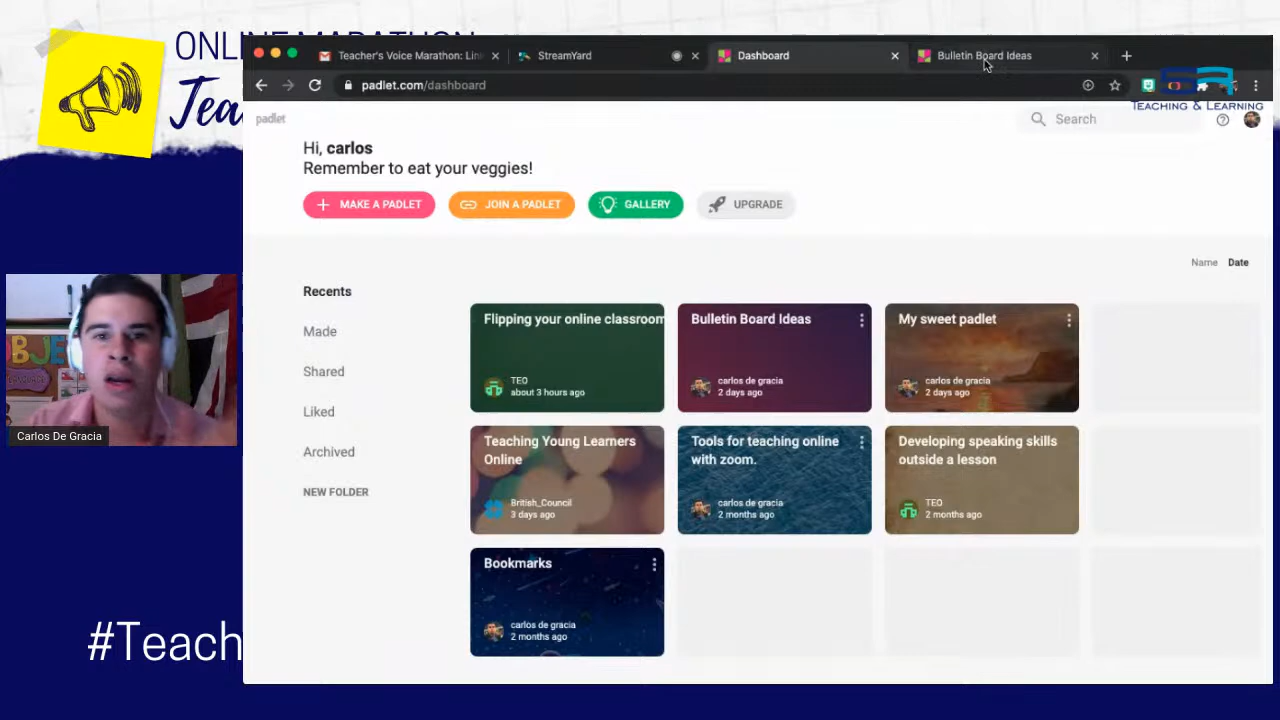 ONLINE MARATHON
Tea
Teacher's Voice Marathon: Lin
StreamYard
Dashboard
Bulletin Board Ideas
padlet.com/dashboard
TEACHING & LEARNING
padlet
Search
Hi, carlos
Remember to eat your veggies!
MAKE A PADLET
JOIN A PADLET
GALLERY
UPGRADE
Name Date
Recents
Made
Shared
Liked
Archived
NEW FOLDER
Flipping your online classroom
TEO
about 3 hours ago
Bulletin Board Ideas
carlos de gracia
2 days ago
My sweet padlet
carlos de gracia
2 days ago
Teaching Young Learners
Online
British_Council
3 days ago
Tools for teaching online
with zoom.
carlos de gracia
2 months ago
Developing speaking skills
outside a lesson
TEO
2 months ago
Bookmarks
carlos de gracia
2 months ago
OBJE
LANGUAGE
Carlos De Gracia
#Teach